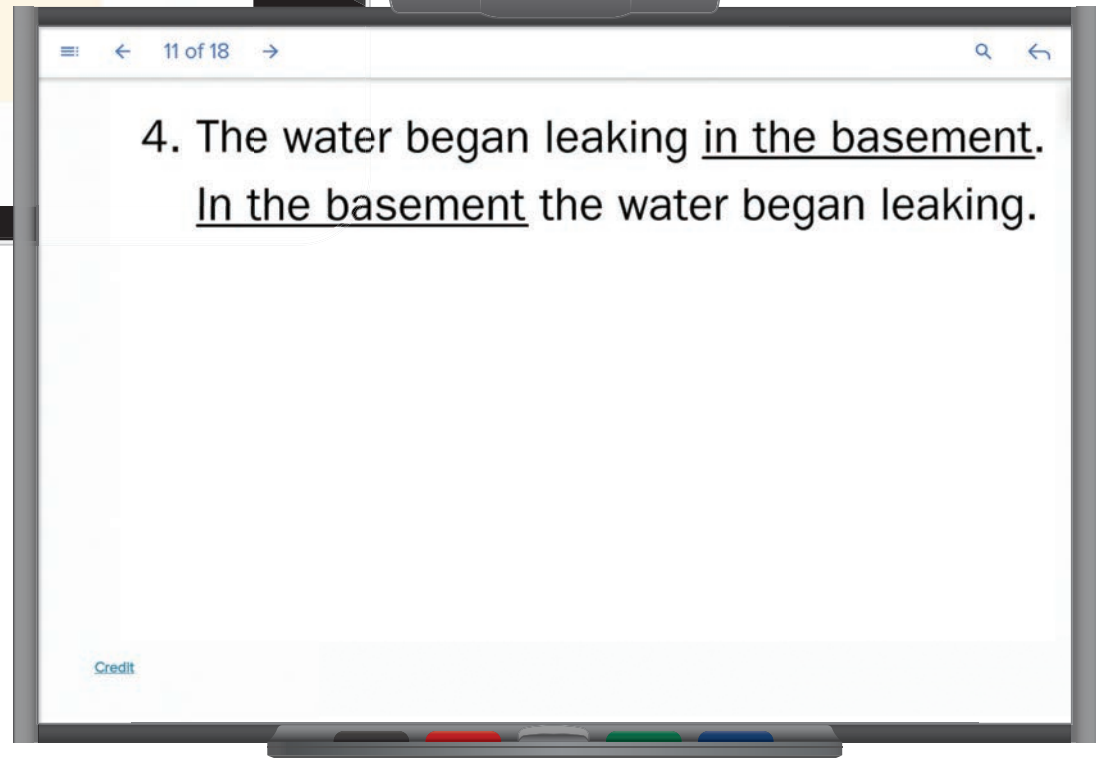 11 of 18
4. The water began leaking in the basement.
In the basement the water began leaking.
Credit